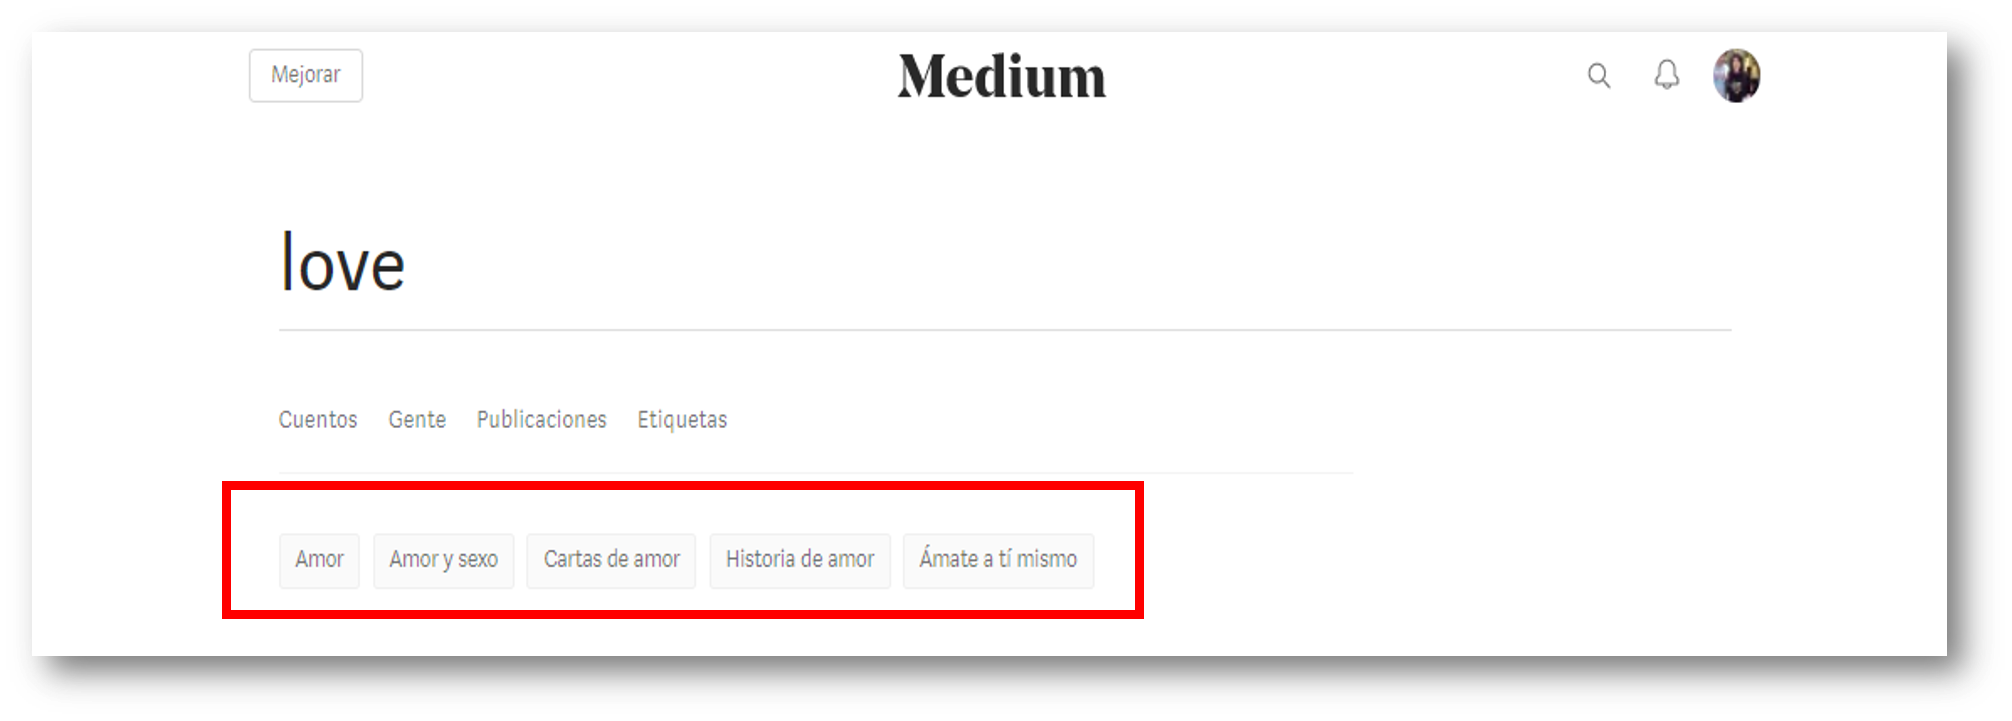 Mejorar Medium
love
Cuentos Gente Publicaciones Etiquetas
Amor Amor y sexo Cartas de amor Historia de amor Ámate a tí mismo